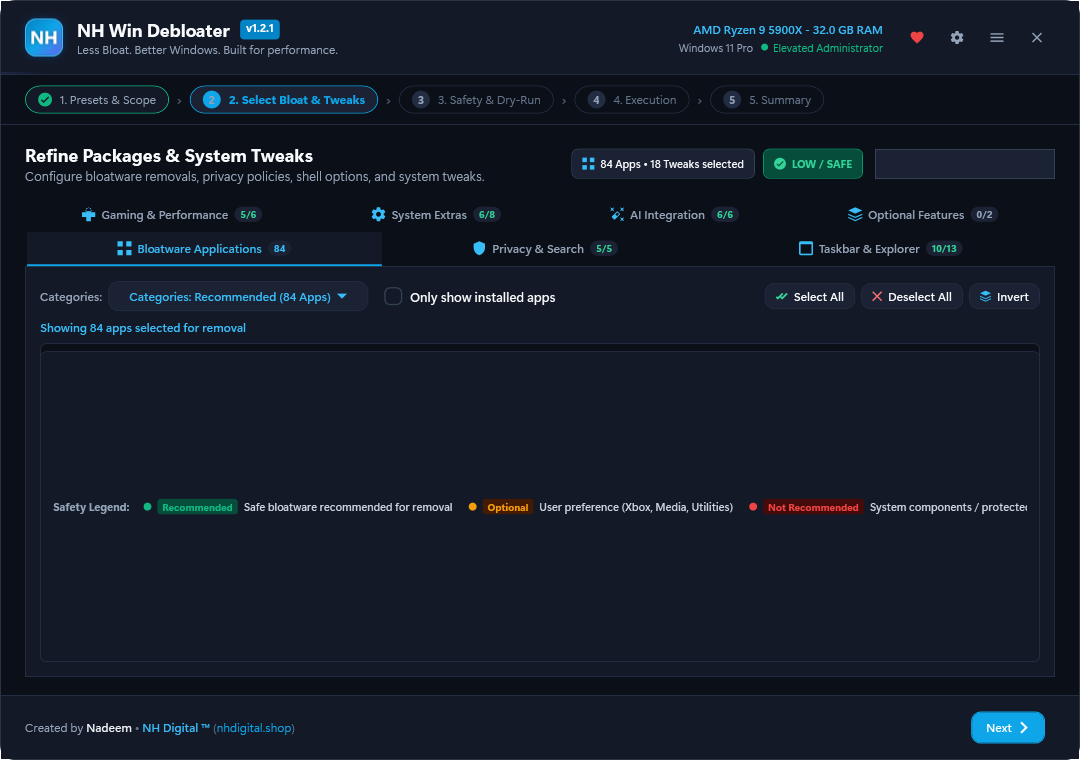 NH
NH Win Debloater v1.2.1
Less Bloat. Better Windows. Built for performance.
AMD Ryzen 9 5900X - 32.0 GB RAM
Windows 11 Pro ● Elevated Administrator
1. Presets & Scope › 2 2. Select Bloat & Tweaks › 3 3. Safety & Dry-Run › 4 4. Execution › 5 5. Summary
Refine Packages & System Tweaks
Configure bloatware removals, privacy policies, shell options, and system tweaks.
84 Apps • 18 Tweaks selected
LOW / SAFE
Gaming & Performance 5/6
System Extras 6/8
AI Integration 6/6
Optional Features 0/2
Bloatware Applications 84
Privacy & Search 5/5
Taskbar & Explorer 10/13
Categories: Categories: Recommended (84 Apps)
Only show installed apps
Select All
Deselect All
Invert
Showing 84 apps selected for removal
Safety Legend: ● Recommended Safe bloatware recommended for removal ● Optional User preference (Xbox, Media, Utilities) ● Not Recommended System components / protected
Created by Nadeem • NH Digital ™ (nhdigital.shop)
Next